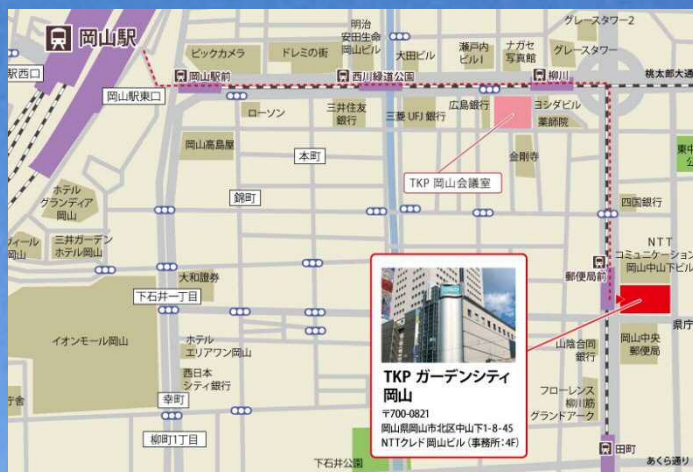 岡山駅
駅西口
岡山駅東口
ビックカメラ
ドレミの街
明治
安田生命
岡山ビル
大田ビル
瀬戸内
ビルI
ナガセ
写真館
グレースタワー2
グレースタワー
岡山駅前
西川緑道公園
柳川
桃太郎大通
ローソン
三井住友
銀行
三菱UFJ銀行
広島銀行
ヨシダビル
薬師院
岡山高島屋
本町
TKP 岡山会議室
金剛寺
東中
公
錦町
四国銀行
ホテル
グランディア
岡山
ヴィール
岡山
三井ガーデン
ホテル岡山
NTT
コミュニケーション
岡山中山下ビル
郵便局前
大和證券
下石井一丁目
県庁
イオンモール岡山
ホテル
エリアワン岡山
西日本
シティ銀行
山陰合同
銀行
岡山中央
郵便局
TKP ガーデンシティ
岡山
〒700-0821
岡山県岡山市北区中山下1-8-45
NTTクレド岡山ビル（事務所:4F）
庁舎
幸町
フローレンス
柳川筋
グランドアーク
柳町1丁目
田町
下石井公園
あくら通り